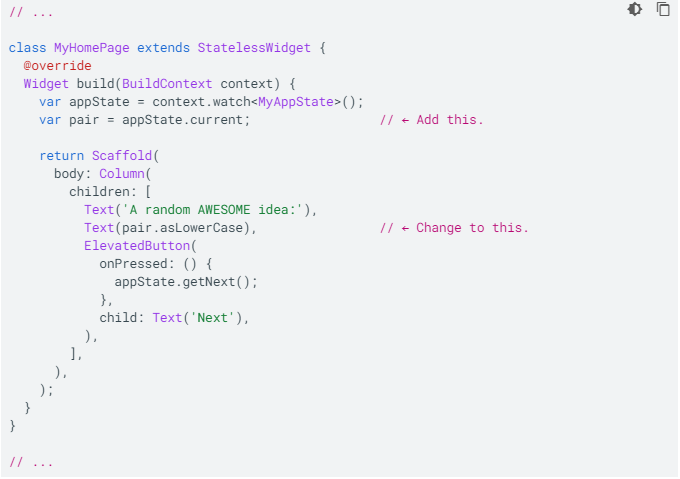 // ...
class MyHomePage extends StatelessWidget {
  @override
  Widget build(BuildContext context) {
    var appState = context.watch<MyAppState>();
    var pair = appState.current;                 // ← Add this.
    return Scaffold(
      body: Column(
        children: [
          Text('A random AWESOME idea:'),
          Text(pair.asLowerCase),                // ← Change to this.
          ElevatedButton(
            onPressed: () {
              appState.getNext();
            },
            child: Text('Next'),
          ),
        ],
      ),
    );
  }
}
// ...